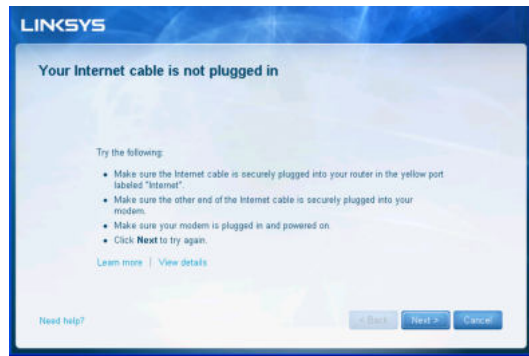 LINKSYS
Your Internet cable is not plugged in
Try the following:
• Make sure the Internet cable is securely plugged into your router in the yellow port
labeled "Internet".
• Make sure the other end of the Internet cable is securely plugged into your
modem.
• Make sure your modem is plugged in and powered on.
• Click Next to try again.
Learn more | View details
Need help?
< Back
Next >
Cancel